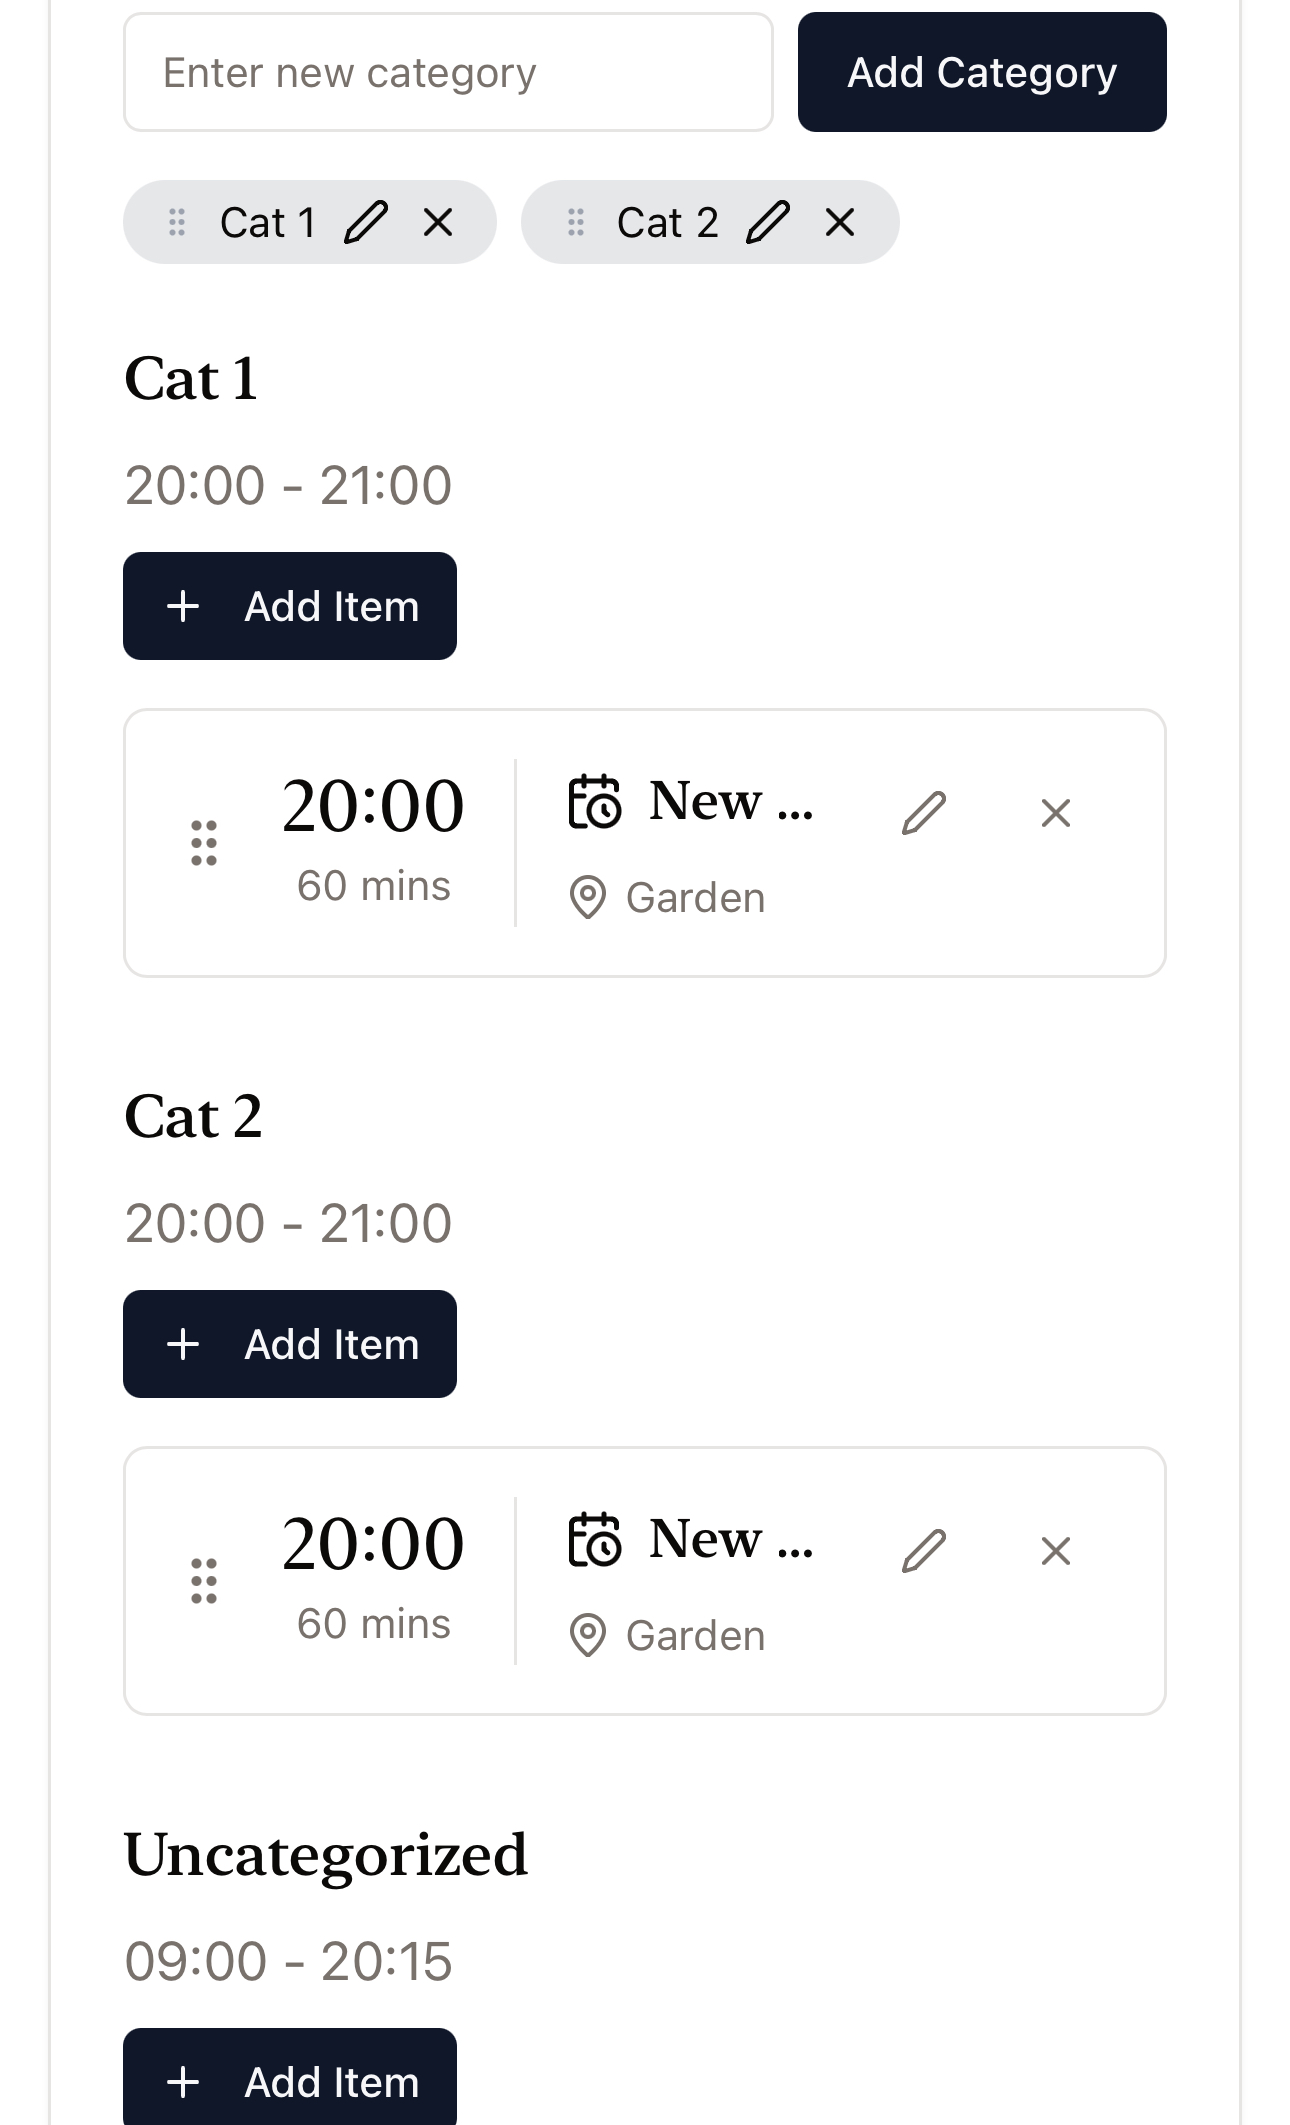 Enter new category
Add Category
Cat 1
Cat 2
Cat 1
20:00 - 21:00
Add Item
20:00
60 mins
New ...
Garden
Cat 2
20:00 - 21:00
Add Item
20:00
60 mins
New ...
Garden
Uncategorized
09:00 - 20:15
Add Item